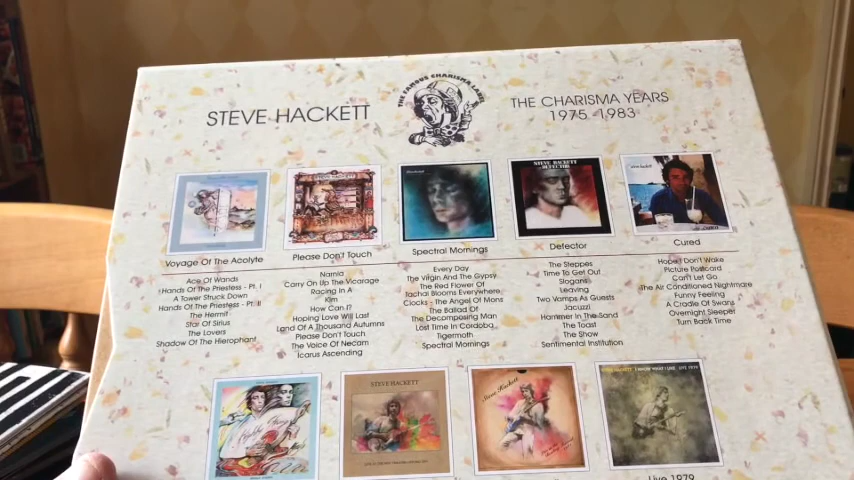 STEVE HACKETT
THE FAMOUS CHARISMA LABEL
THE CHARISMA YEARS
1975-1983
STEVE HACKETT
DEFECTOR
Voyage Of The Acolyte
Please Don't Touch
Spectral Mornings
Defector
Cured
Ace Of Wands
Hands Of The Priestess - Pt. I
A Tower Struck Down
Hands Of The Priestess - Pt. II
The Hermit
Star Of Sirius
The Lovers
Shadow Of The Hierophant
Narnia
Carry On Up The Vicarage
Racing In A
Kim
How Can I?
Hoping Love Will Last
Land Of A Thousand Autumns
Please Don't Touch
The Voice Of Necam
Icarus Ascending
Every Day
The Virgin And The Gypsy
The Red Flower Of
Tachai Blooms Everywhere
Clocks - The Angel Of Mons
The Ballad Of
The Decomposing Man
Lost Time In Cordoba
Tigermoth
Spectral Mornings
The Steppes
Time To Get Out
Slogans
Leaving
Two Vamps As Guests
Jacuzzi
Hammer In The Sand
The Toast
The Show
Sentimental Institution
Hope I Don't Wake
Picture Postcard
Can't Let Go
The Air Conditioned Nightmare
Funny Feeling
A Cradle Of Swans
Overnight Sleeper
Turn Back Time
STEVE HACKETT
Steve Hackett
STEVE HACKETT
LIVE 1979
Live 1979